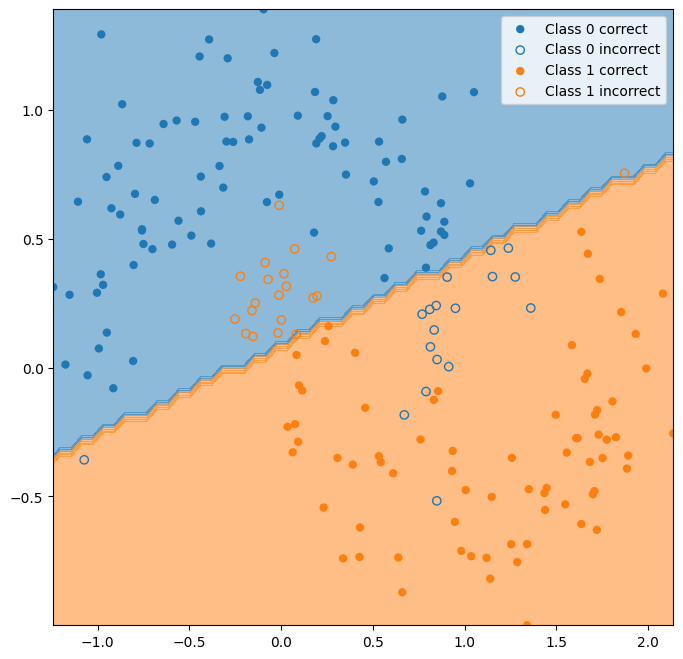 Class 0 correct
Class 0 incorrect
Class 1 correct
Class 1 incorrect
1.0
0.5
0.0
−0.5
−1.0 −0.5 0.0 0.5 1.0 1.5 2.0